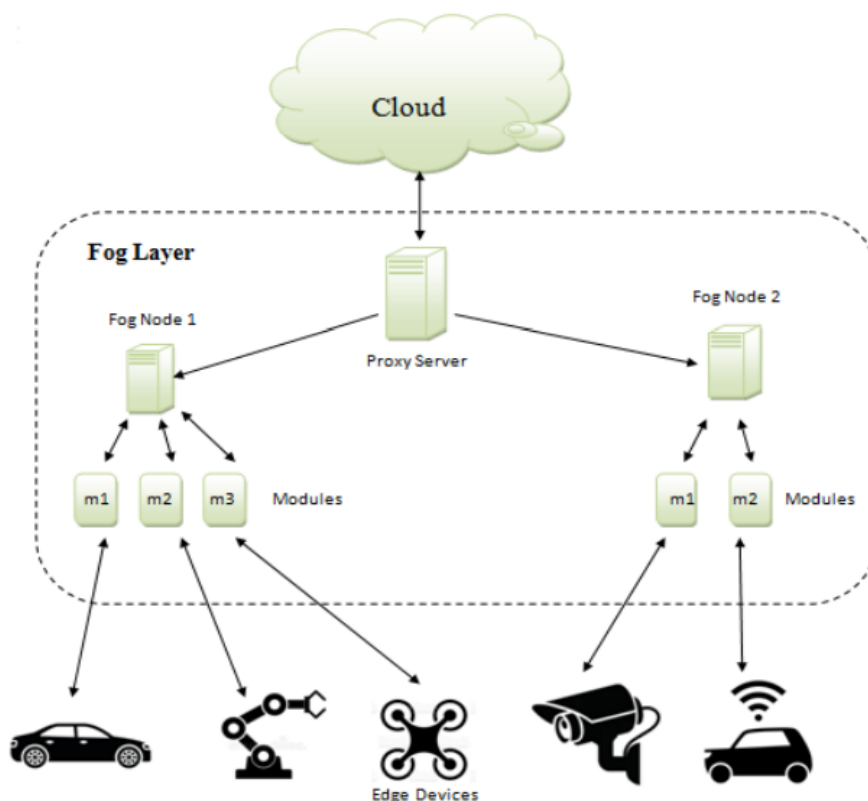 Cloud
Fog Layer
Fog Node 1
Fog Node 2
Proxy Server
m1 m2 m3 Modules
m1 m2 Modules
Edge Devices